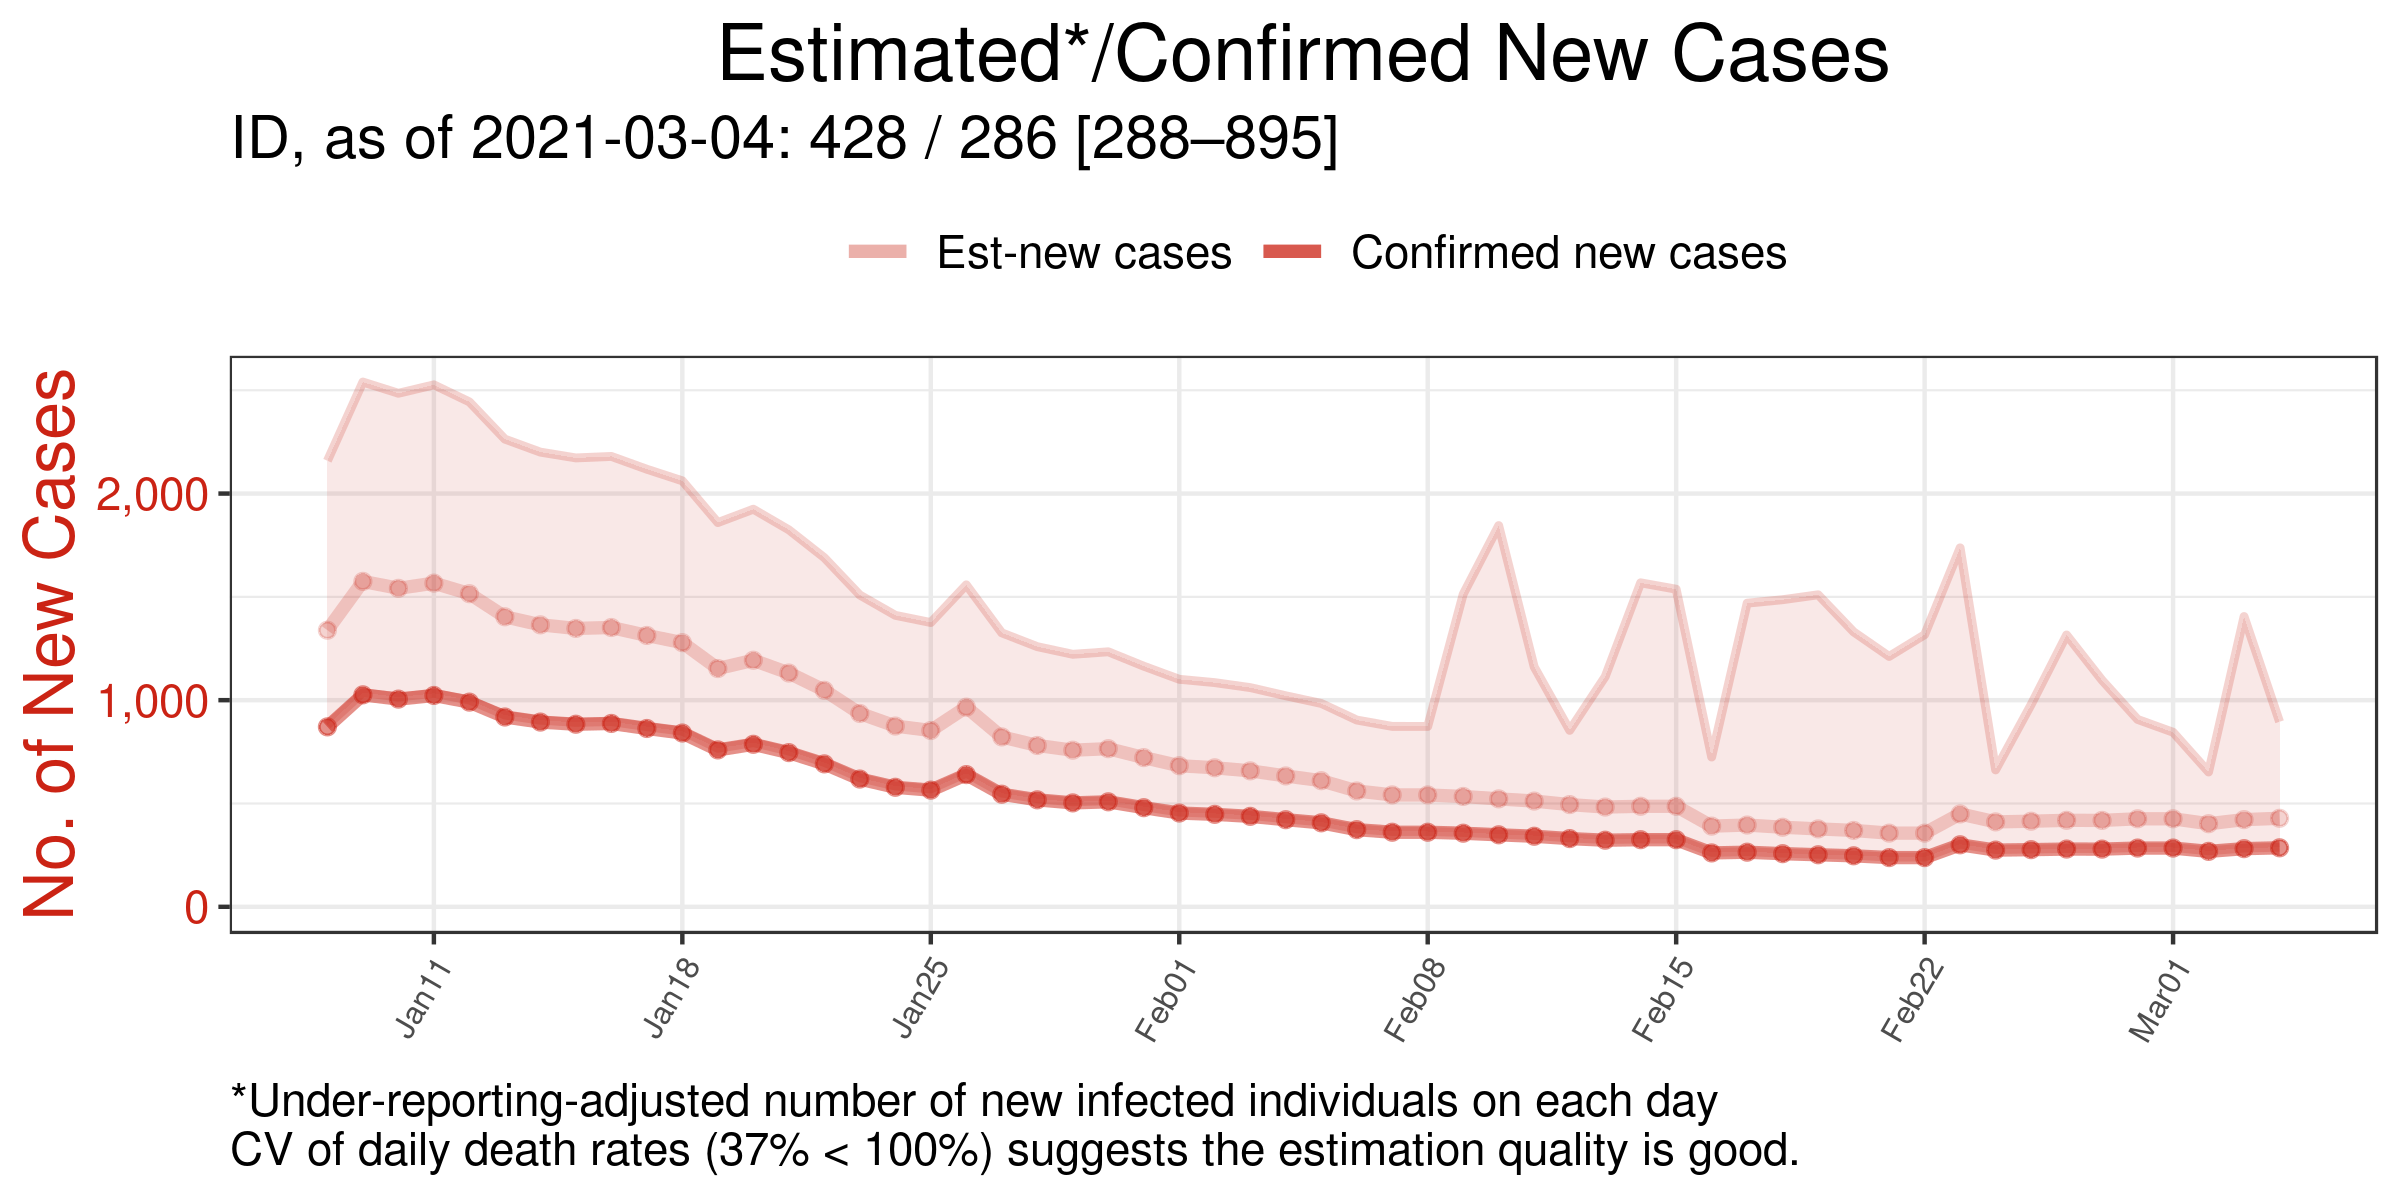 Estimated*/Confirmed New Cases
ID, as of 2021-03-04: 428 / 286 [288–895]
Est-new cases
Confirmed new cases
No. of New Cases
2,000
1,000
0
Jan11
Jan18
Jan25
Feb01
Feb08
Feb15
Feb22
Mar01
*Under-reporting-adjusted number of new infected individuals on each day
CV of daily death rates (37% < 100%) suggests the estimation quality is good.